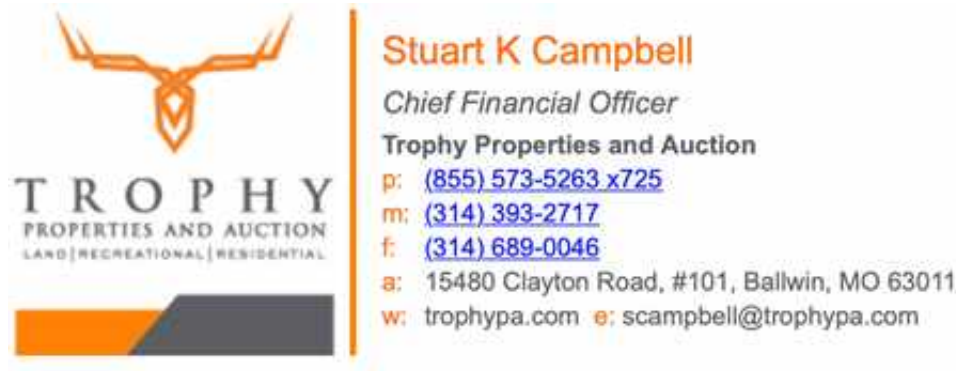 TROPHY
PROPERTIES AND AUCTION
LAND|RECREATIONAL|RESIDENTIAL
Stuart K Campbell
Chief Financial Officer
Trophy Properties and Auction
p: (855) 573-5263 x725
m: (314) 393-2717
f: (314) 689-0046
a: 15480 Clayton Road, #101, Ballwin, MO 63011
w: trophypa.com e: scampbell@trophypa.com